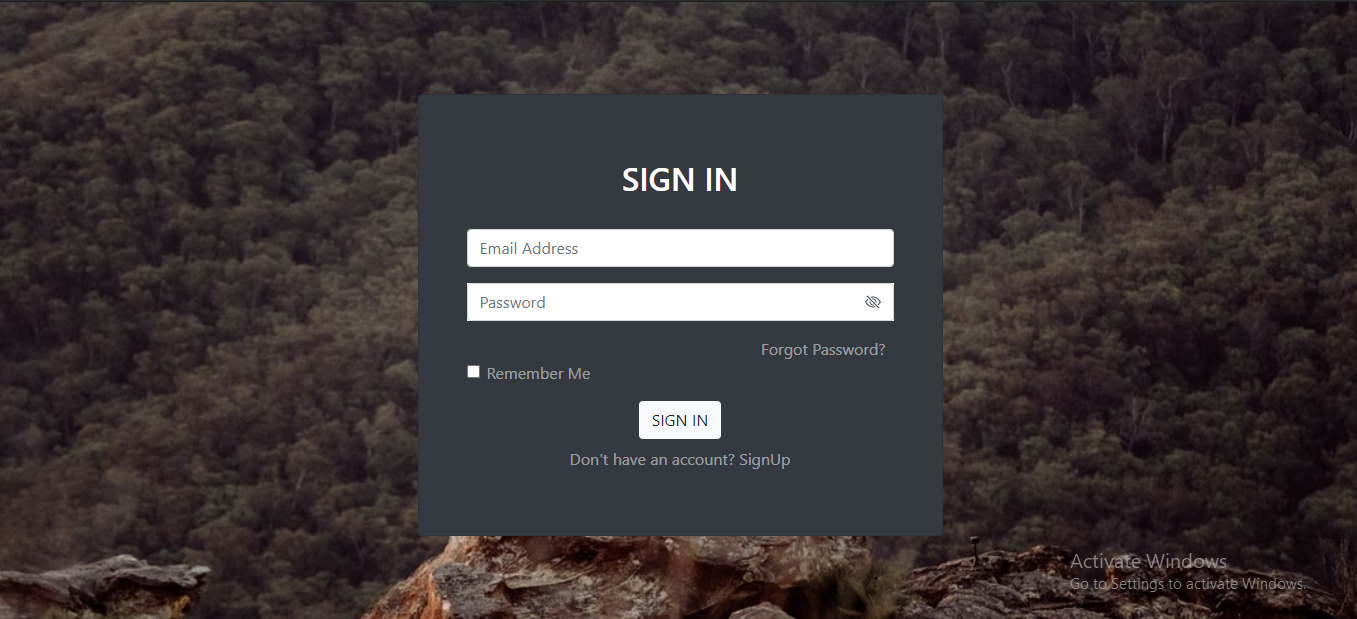 SIGN IN
Email Address
Password
Forgot Password?
Remember Me
SIGN IN
Don't have an account? SignUp
Activate Windows
Go to Settings to activate Windows.